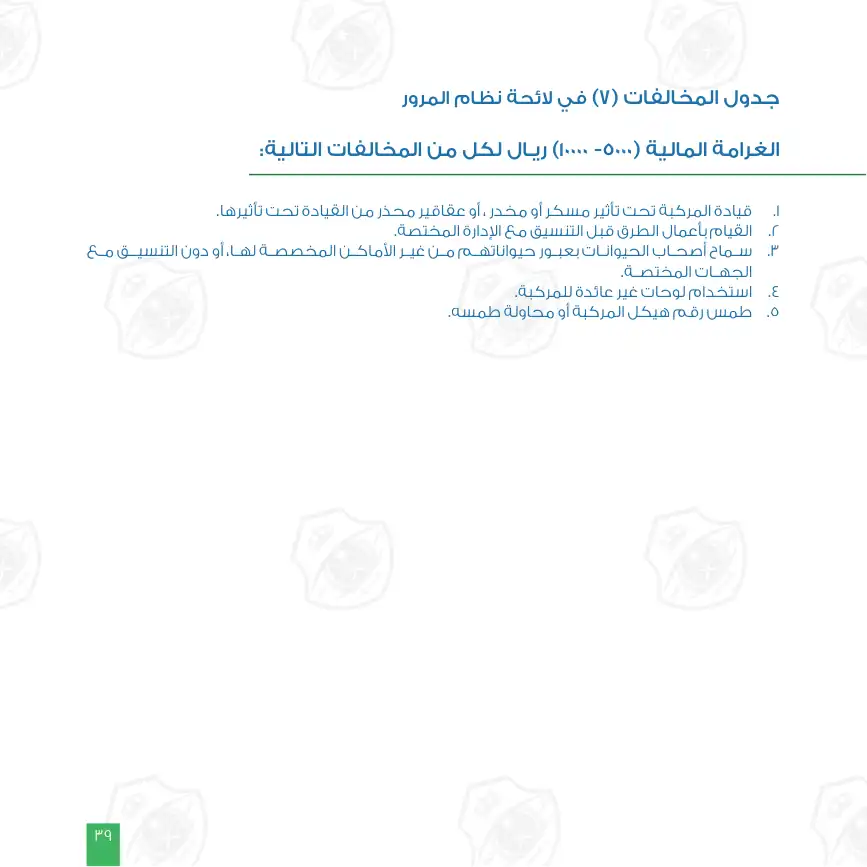 جدول المخالفات (٧) في لائحة نظام المرور
الغرامة المالية (٥٠٠٠- ١٠٠٠٠) ريال لكل من المخالفات التالية:
١. قيادة المركبة تحت تأثير مسكر أو مخدر ، أو عقاقير محذر من القيادة تحت تأثيرها.
٢. القيام بأعمال الطرق قبل التنسيق مع الإدارة المختصة.
٣. سماح أصحاب الحيوانات بعبور حيواناتهم من غير الأماكن المخصصة لها، أو دون التنسيق مع
الجهات المختصة.
٤. استخدام لوحات غير عائدة للمركبة.
٥. طمس رقم هيكل المركبة أو محاولة طمسه.
٣٩